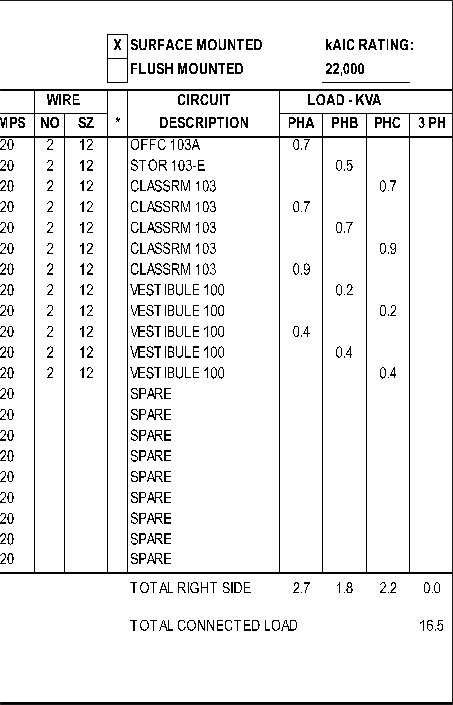 X SURFACE MOUNTED kAIC RATING:
FLUSH MOUNTED 22,000
WIRE CIRCUIT LOAD - KVA
MPS NO SZ * DESCRIPTION PHA PHB PHC 3 PH
20 2 12 OFFC 103A 0.7
20 2 12 STOR 103-E 0.5
20 2 12 CLASSRM 103 0.7
20 2 12 CLASSRM 103 0.7
20 2 12 CLASSRM 103 0.7
20 2 12 CLASSRM 103 0.9
20 2 12 CLASSRM 103 0.9
20 2 12 VESTIBULE 100 0.2
20 2 12 VESTIBULE 100 0.2
20 2 12 VESTIBULE 100 0.4
20 2 12 VESTIBULE 100 0.4
20 2 12 VESTIBULE 100 0.4
20 SPARE
20 SPARE
20 SPARE
20 SPARE
20 SPARE
20 SPARE
20 SPARE
20 SPARE
20 SPARE
TOTAL RIGHT SIDE 2.7 1.8 2.2 0.0
TOTAL CONNECTED LOAD 16.5